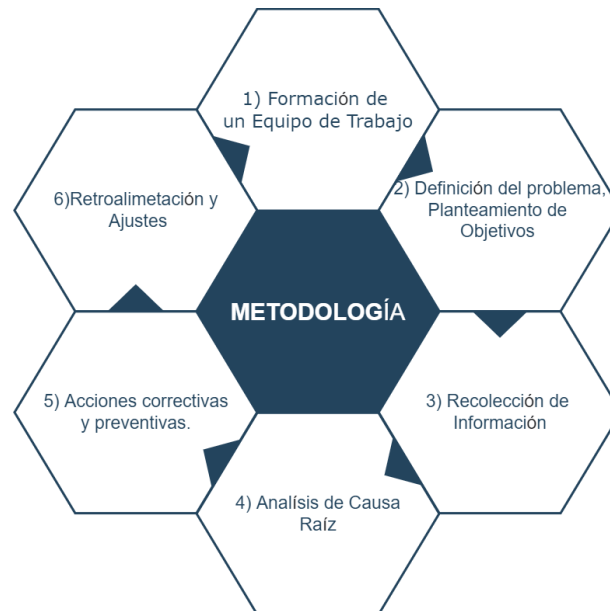 1) Formación de
un Equipo de Trabajo
2) Definición del problema,
Planteamiento de
Objetivos
3) Recolección de
Información
4) Analísis de Causa
Raíz
5) Acciones correctivas
y preventivas.
6)Retroalimetación y
Ajustes
METODOLOGÍA